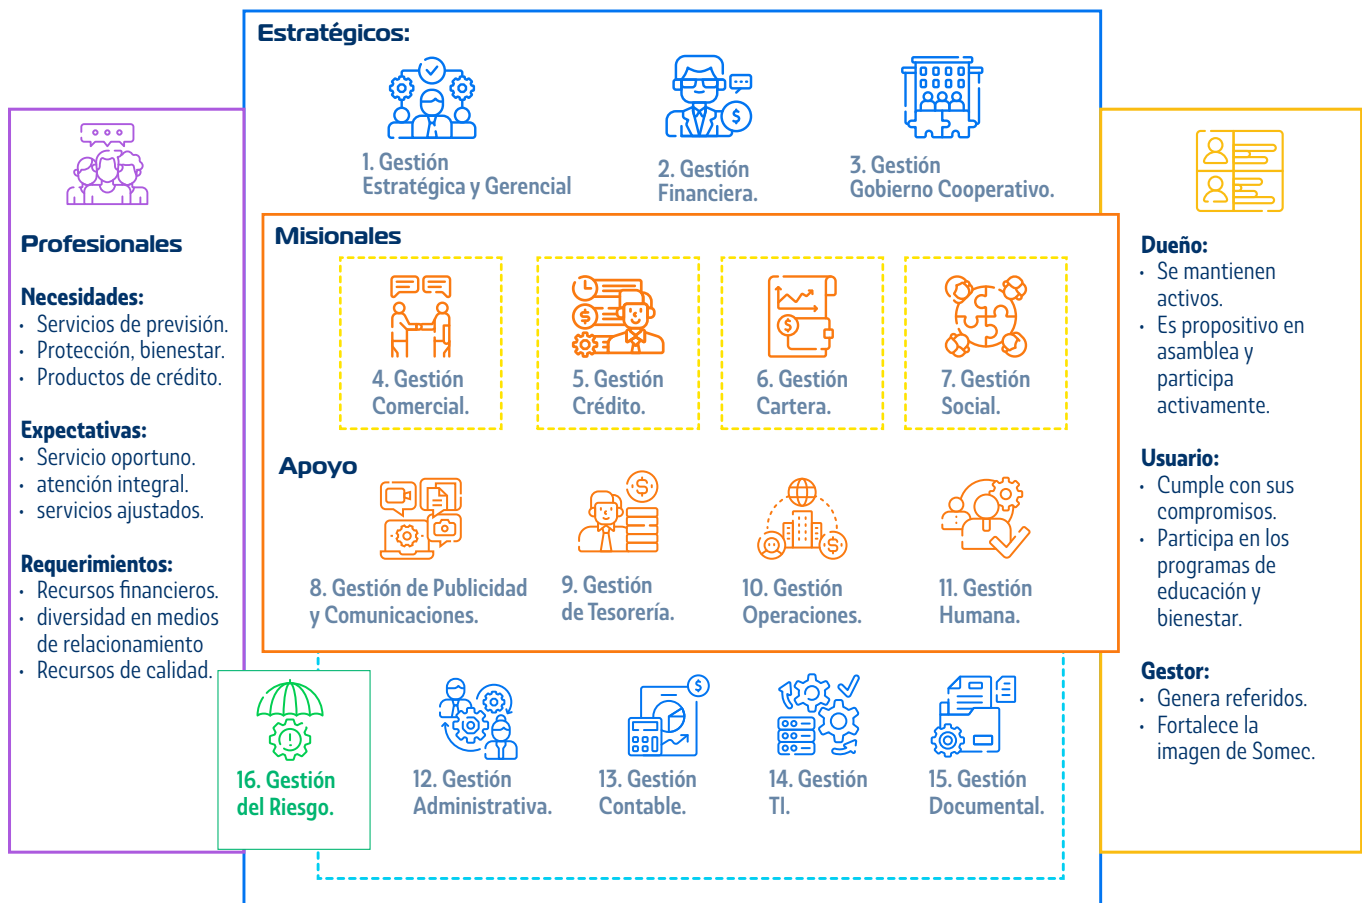 Estratégicos:
1. Gestión
Estratégica y Gerencial
2. Gestión
Financiera.
3. Gestión
Gobierno Cooperativo.
Profesionales
Necesidades:
· Servicios de previsión.
· Protección, bienestar.
· Productos de crédito.
Expectativas:
· Servicio oportuno.
· atención integral.
· servicios ajustados.
Requerimientos:
· Recursos financieros.
· diversidad en medios
de relacionamiento
· Recursos de calidad.
Misionales
4. Gestión
Comercial.
5. Gestión
Crédito.
6. Gestión
Cartera.
7. Gestión
Social.
Apoyo
8. Gestión de Publicidad
y Comunicaciones.
9. Gestión
de Tesorería.
10. Gestión
Operaciones.
11. Gestión
Humana.
16. Gestión
del Riesgo.
12. Gestión
Administrativa.
13. Gestión
Contable.
14. Gestión
TI.
15. Gestión
Documental.
Dueño:
· Se mantienen
activos.
· Es propositivo en
asamblea y
participa
activamente.
Usuario:
· Cumple con sus
compromisos.
· Participa en los
programas de
educación y
bienestar.
Gestor:
· Genera referidos.
· Fortalece la
imagen de Somec.